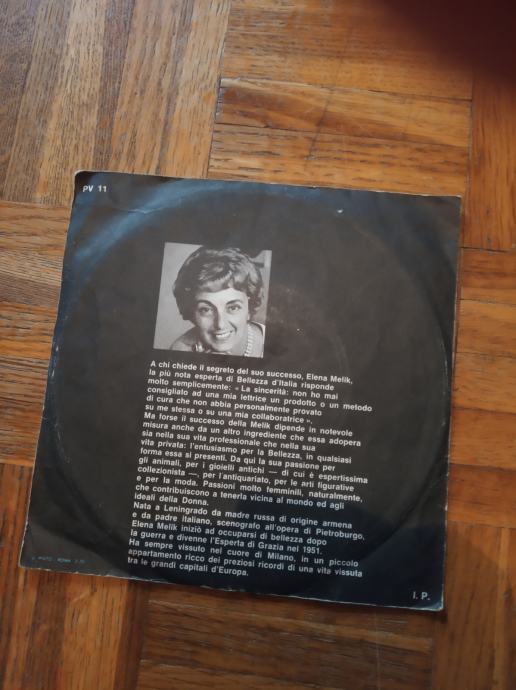 PV 11
A chi chiede il segreto del suo successo, Elena Melik,
la più nota esperta di Bellezza d'Italia risponde
molto semplicemente: « La sincerità: non ho mai
consigliato ad una mia lettrice un prodotto o un metodo
di cura che non abbia personalmente provato
su me stessa o su una mia collaboratrice ».
Ma forse il successo della Melik dipende in notevole
misura anche da un altro ingrediente che essa adopera
sia nella sua vita professionale che nella sua
vita privata: l'entusiasmo per la Bellezza, in qualsiasi
forma essa si presenti. Da qui la sua passione per
gli animali, per i gioielli antichi — di cui è espertissima
collezionista —, per l'antiquariato, per le arti figurative
e per la moda. Passioni molto femminili, naturalmente,
che contribuiscono a tenerla vicina al mondo ed agli
ideali della Donna.
Nata a Leningrado da madre russa di origine armena
e da padre italiano, scenografo all'opera di Pietroburgo,
Elena Melik iniziò ad occuparsi di bellezza dopo
la guerra e divenne l'Esperta di Grazia nel 1951.
Ha sempre vissuto nel cuore di Milano, in un piccolo
appartamento ricco dei preziosi ricordi di una vita vissuta
tra le grandi capitali d'Europa.
ROMA
I. P.